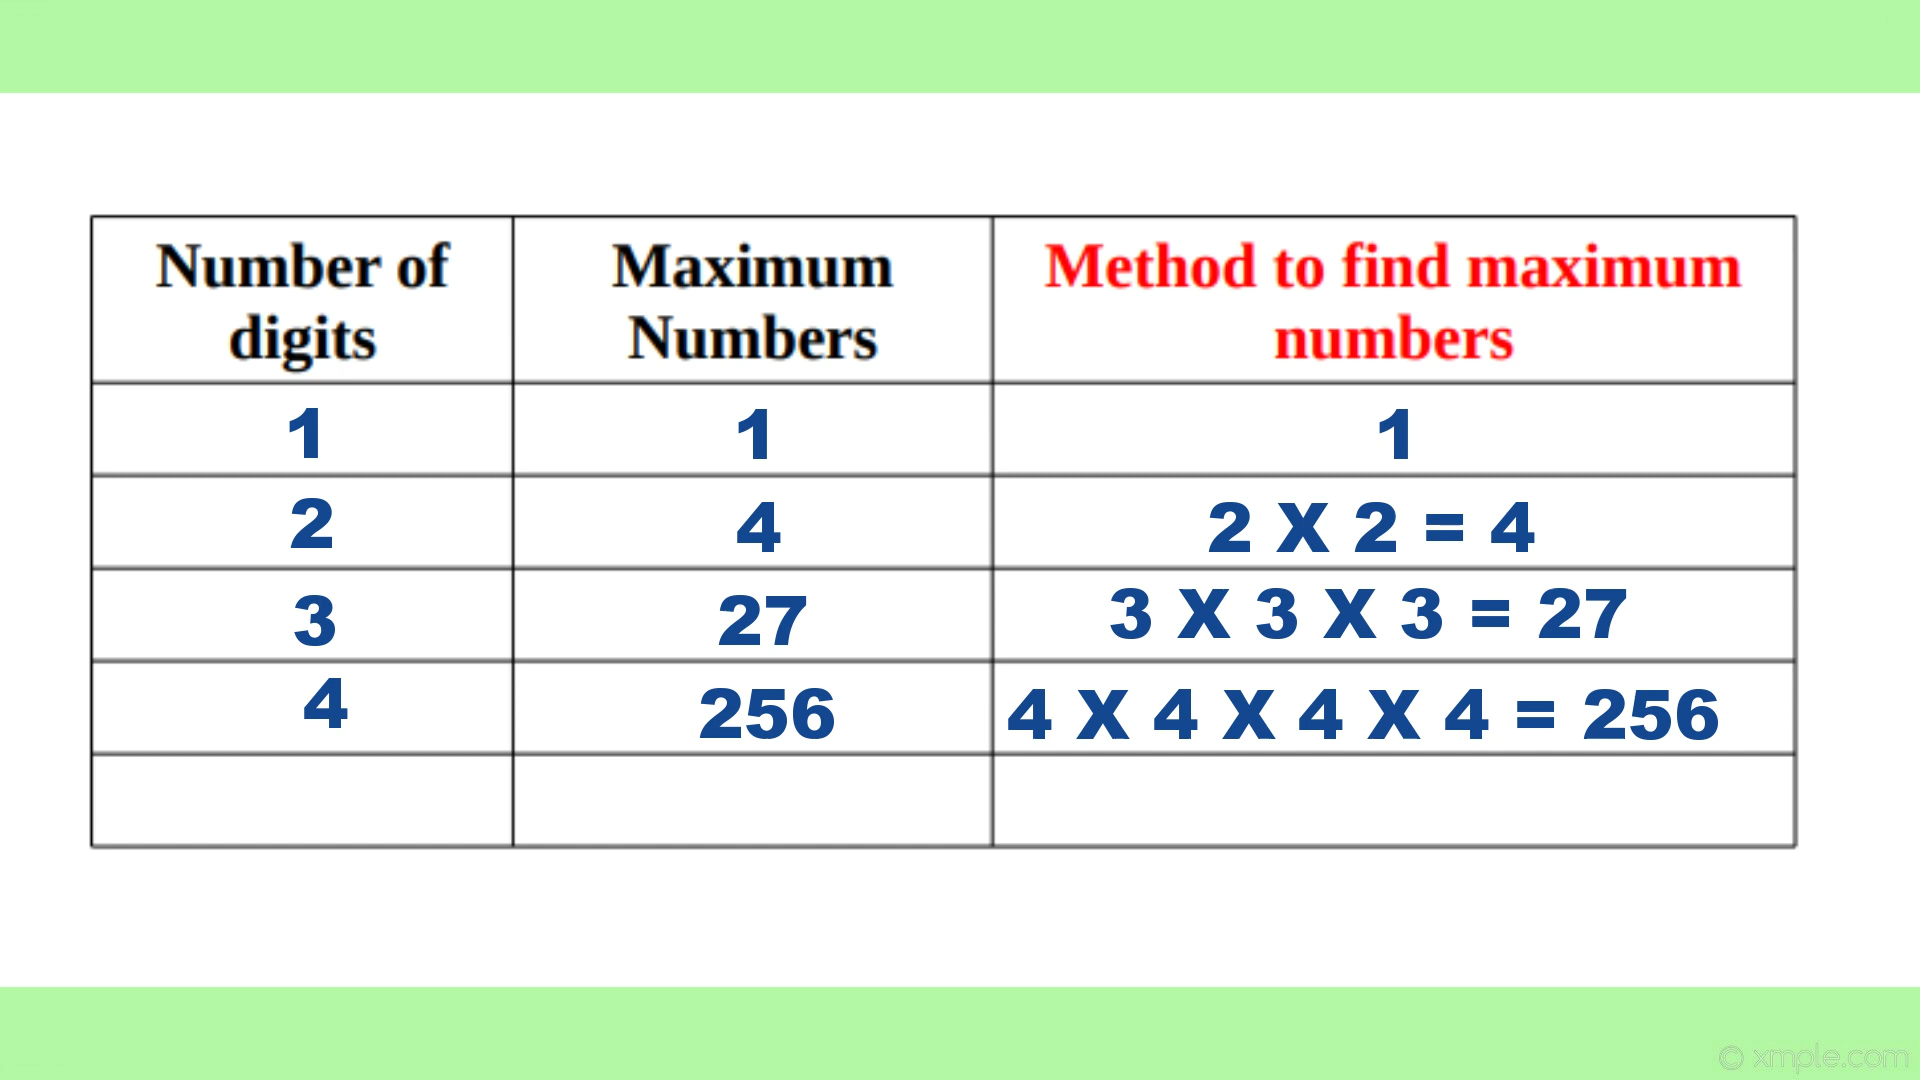 Number of
digits
Maximum
Numbers
Method to find maximum
numbers
1
1
1
2
4
2 X 2 = 4
3
27
3 X 3 X 3 = 27
4
256
4 X 4 X 4 X 4 = 256
© xmple.com